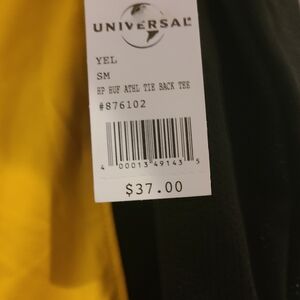 UNIVERSAL
YEL
SM
HP HUF ATHL TIE BACK TEE
#876102
4 00013 49143 5
$37.00